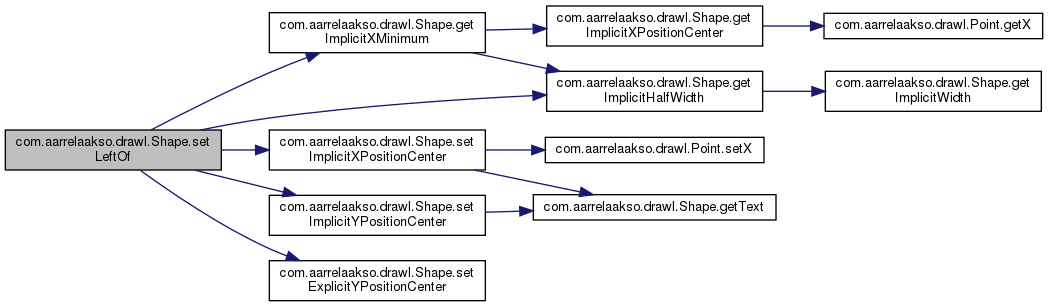 com.aarrelaakso.drawl.Shape.set
LeftOf
com.aarrelaakso.drawl.Shape.get
ImplicitXMinimum
com.aarrelaakso.drawl.Shape.get
ImplicitHalfWidth
com.aarrelaakso.drawl.Shape.set
ImplicitXPositionCenter
com.aarrelaakso.drawl.Shape.set
ImplicitYPositionCenter
com.aarrelaakso.drawl.Shape.set
ExplicitYPositionCenter
com.aarrelaakso.drawl.Shape.get
ImplicitXPositionCenter
com.aarrelaakso.drawl.Point.getX
com.aarrelaakso.drawl.Shape.get
ImplicitWidth
com.aarrelaakso.drawl.Point.setX
com.aarrelaakso.drawl.Shape.getText